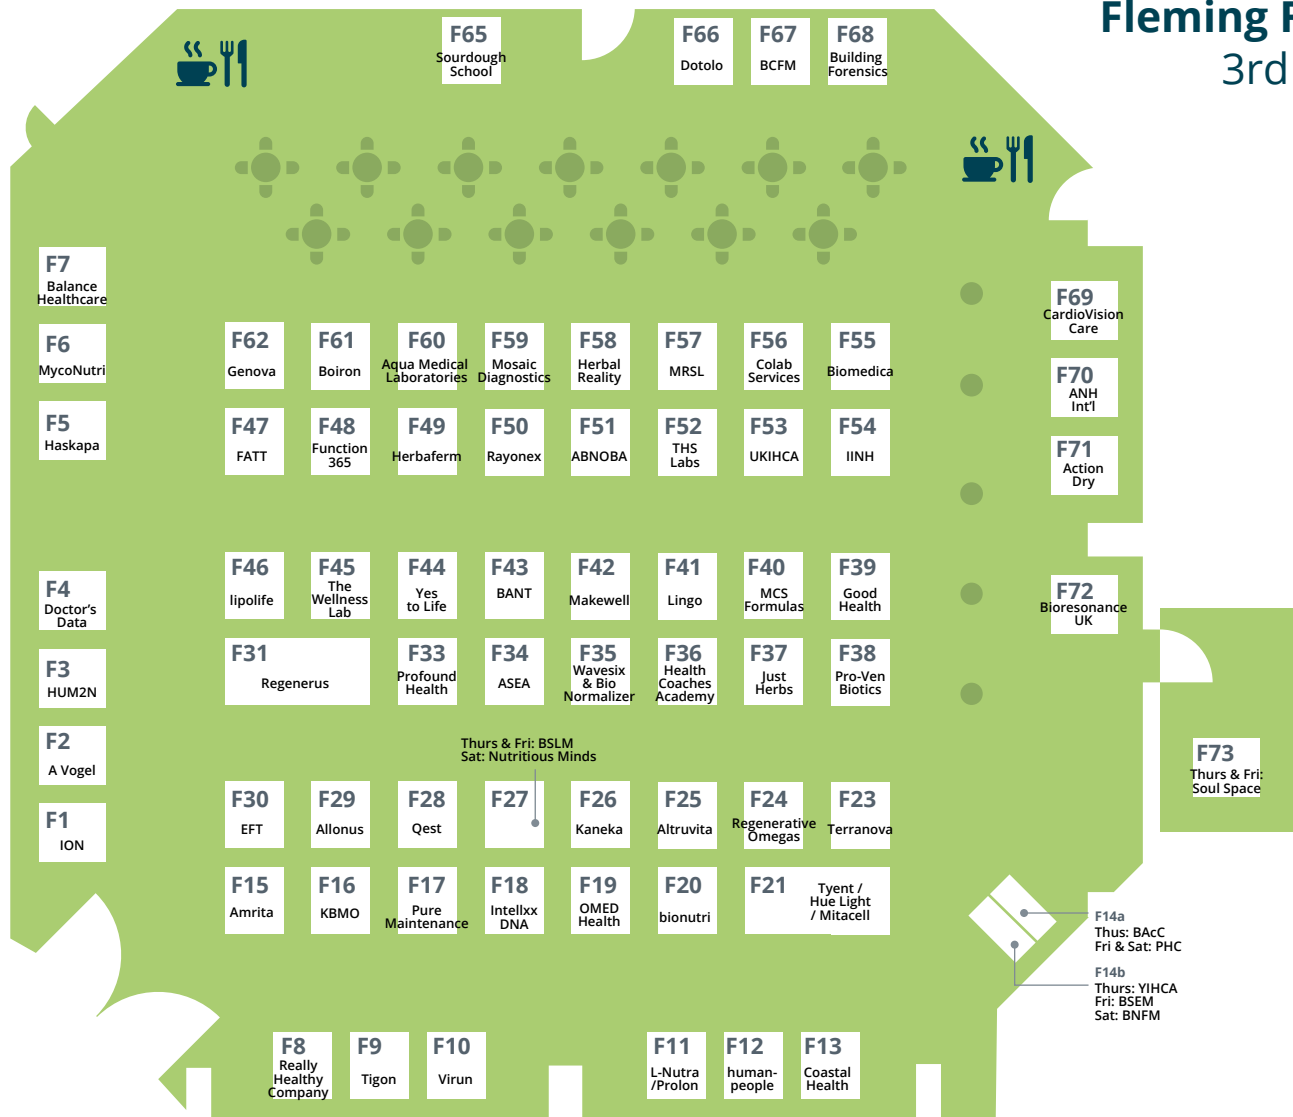 Fleming
3rd
F65
Sourdough
School
F66
Dotolo
F67
BCFM
F68
Building
Forensics
F7
Balance
Healthcare
F6
MycoNutri
F5
Haskapa
F62
Genova
F61
Boiron
F60
Aqua Medical
Laboratories
F59
Mosaic
Diagnostics
F58
Herbal
Reality
F57
MRSL
F56
Colab
Services
F55
Biomedica
F69
CardioVision
Care
F70
ANH
Int'l
F71
Action
Dry
F47
FATT
F48
Function
365
F49
Herbaferm
F50
Rayonex
F51
ABNOBA
F52
THS
Labs
F53
UKIHCA
F54
IINH
F4
Doctor's
Data
F3
HUM2N
F2
A Vogel
F1
ION
F46
lipolife
F45
The
Wellness
Lab
F44
Yes
to Life
F43
BANT
F42
Makewell
F41
Lingo
F40
MCS
Formulas
F39
Good
Health
F72
Bioresonance
UK
F31
Regenerus
F33
Profound
Health
F34
ASEA
F35
Wavesix
& Bio
Normalizer
F36
Health
Coaches
Academy
F37
Just
Herbs
F38
Pro-Ven
Biotics
Thurs & Fri: BSLM
Sat: Nutritious Minds
F73
Thurs & Fri:
Soul Space
F30
EFT
F29
Allonus
F28
Qest
F27
F26
Kaneka
F25
Altruvita
F24
Regenerative
Omegas
F23
Terranova
F15
Amrita
F16
KBMO
F17
Pure
Maintenance
F18
Intellxx
DNA
F19
OMED
Health
F20
bionutri
F21
Tyent /
Hue Light
/ Mitacell
F14a
Thus: BAcC
Fri & Sat: PHC
F14b
Thurs: YIHCA
Fri: BSEM
Sat: BNFM
F8
Really
Healthy
Company
F9
Tigon
F10
Virun
F11
L-Nutra
/Prolon
F12
human-
people
F13
Coastal
Health